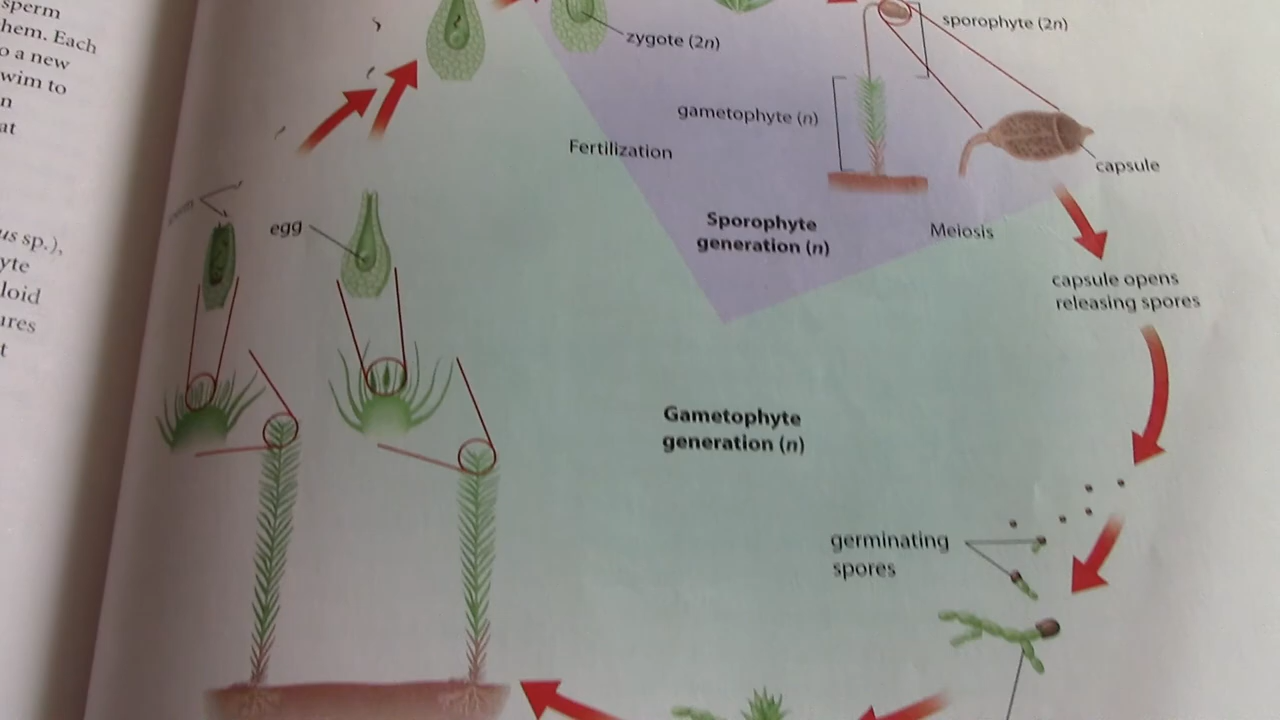 sperm
hem. Each
o a new
wim to
n
at
us sp.),
yte
loid
ures
t
zygote (2n)
sporophyte (2n)
gametophyte (n)
capsule
Fertilization
Sporophyte
generation (n)
Meiosis
egg
capsule opens
releasing spores
Gametophyte
generation (n)
germinating
spores